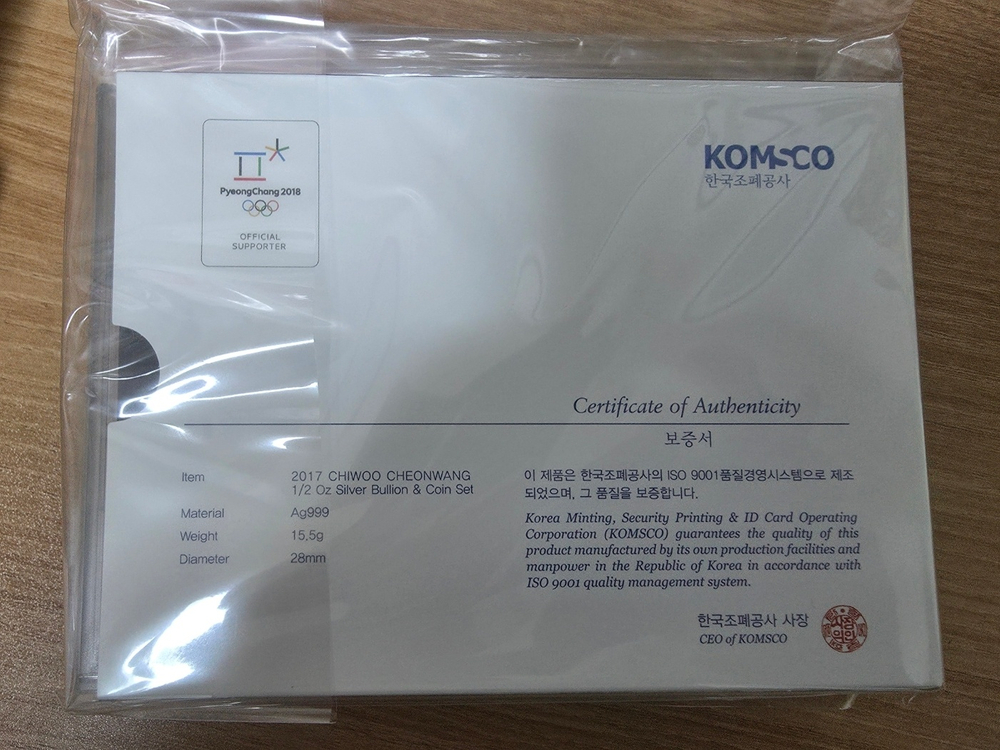 PyeongChang 2018
OFFICIAL
SUPPORTER
KOMSCO
한국조폐공사
Certificate of Authenticity
보증서
Item 2017 CHIWOO CHEONWANG
1/2 Oz Silver Bullion & Coin Set
Material Ag999
Weight 15,5g
Diameter 28mm
이 제품은 한국조폐공사의 ISO 9001품질경영시스템으로 제조
되었으며, 그 품질을 보증합니다.
Korea Minting, Security Printing & ID Card Operating
Corporation (KOMSCO) guarantees the quality of this
product manufactured by its own production facilities and
manpower in the Republic of Korea in accordance with
ISO 9001 quality management system.
한국조폐공사 사장
CEO of KOMSCO